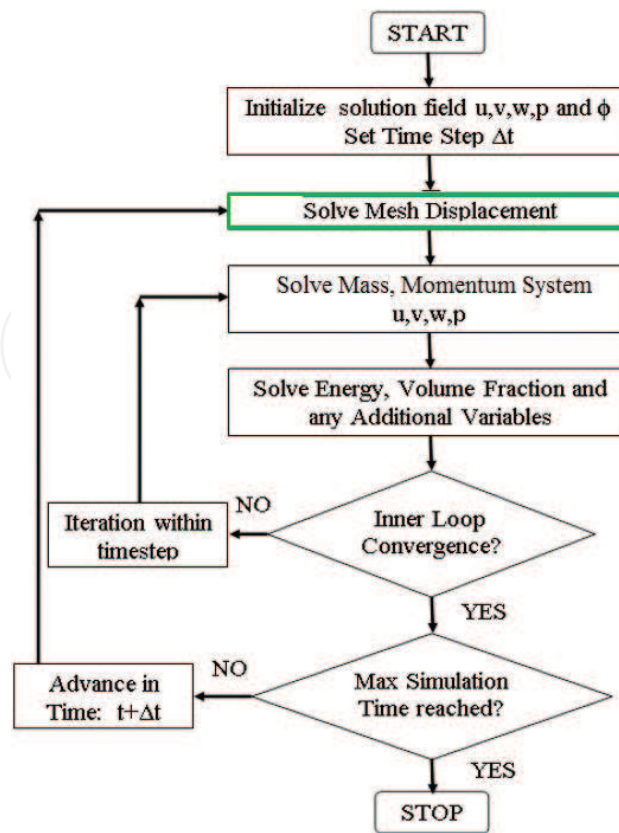 START
Initialize solution field u,v,w,p and ϕ
Set Time Step Δt
Solve Mesh Displacement
Solve Mass, Momentum System
u,v,w,p
Solve Energy, Volume Fraction and
any Additional Variables
NO
Iteration within
timestep
Inner Loop
Convergence?
YES
NO
Advance in
Time: t+Δt
Max Simulation
Time reached?
YES
STOP